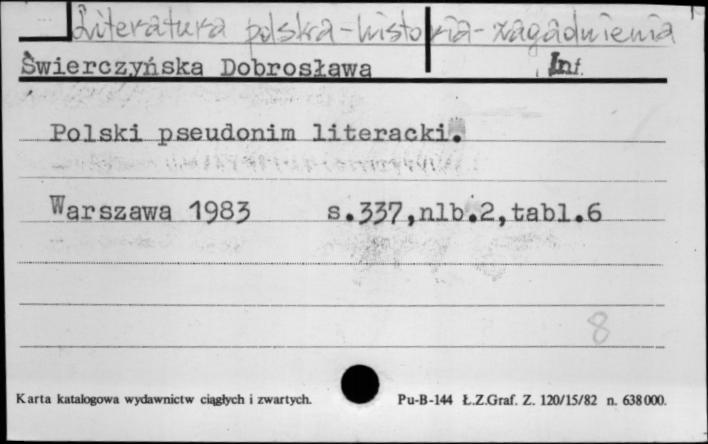 Literatura polska-historia-zagadnienia
Świerczyńska Dobrosława
Inf.
Polski pseudonim literacki.
Warszawa 1983 s.337,nlb.2,tabl.6
8
Karta katalogowa wydawnictw ciągłych i zwartych. Pu-B-144 Ł.Z.Graf. Z. 120/15/82 n. 638000.